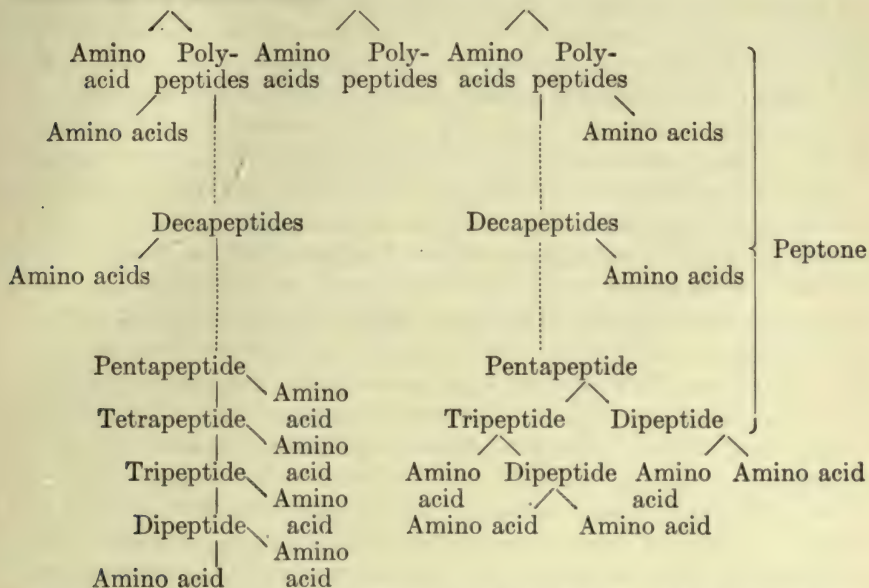 Amino Poly- Amino Poly- Amino Poly-
acid peptides acids peptides acids peptides
Amino acids Amino acids
Decapeptides Decapeptides
Peptone
Amino acids Amino acids
Pentapeptide Pentapeptide
Amino
Tetrapeptide acid Tripeptide Dipeptide
Amino
Tripeptide acid Amino Dipeptide Amino Amino acid
Amino acid acid
Dipeptide acid Amino acid Amino acid
Amino
Amino acid acid